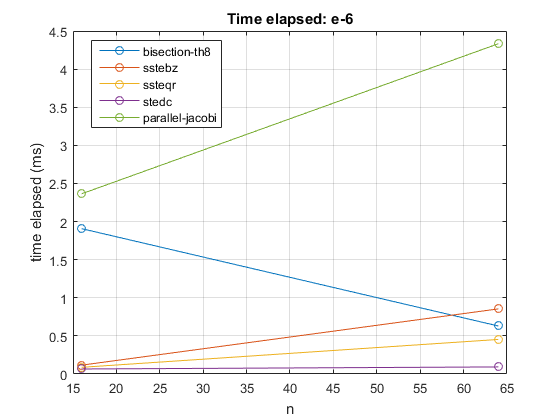 Time elapsed: e-6
bisection-th8
sstebz
ssteqr
stedc
parallel-jacobi
time elapsed (ms)
4.5
4
3.5
3
2.5
2
1.5
1
0.5
0
15 20 25 30 35 40 45 50 55 60 65
n